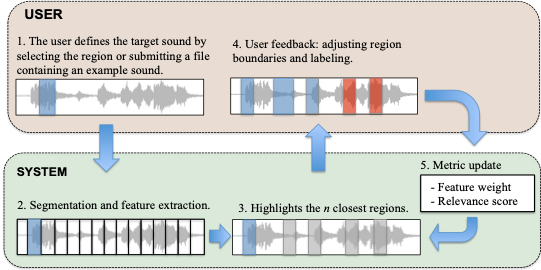 USER
1. The user defines the target sound by
selecting the region or submitting a file
containing an example sound.
4. User feedback: adjusting region
boundaries and labeling.
SYSTEM
2. Segmentation and feature extraction.
3. Highlights the n closest regions.
5. Metric update
- Feature weight
- Relevance score